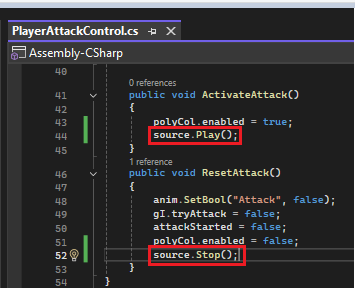 PlayerAttackControl.cs
Assembly-CSharp
40
0 references
41 public void ActivateAttack()
42 {
43 polyCol.enabled = true;
44 source.Play();
45 }
1 reference
46 public void ResetAttack()
47 {
48 anim.SetBool("Attack", false);
49 gI.tryAttack = false;
50 attackStarted = false;
51 polyCol.enabled = false;
52 source.Stop();
53 }
54 }